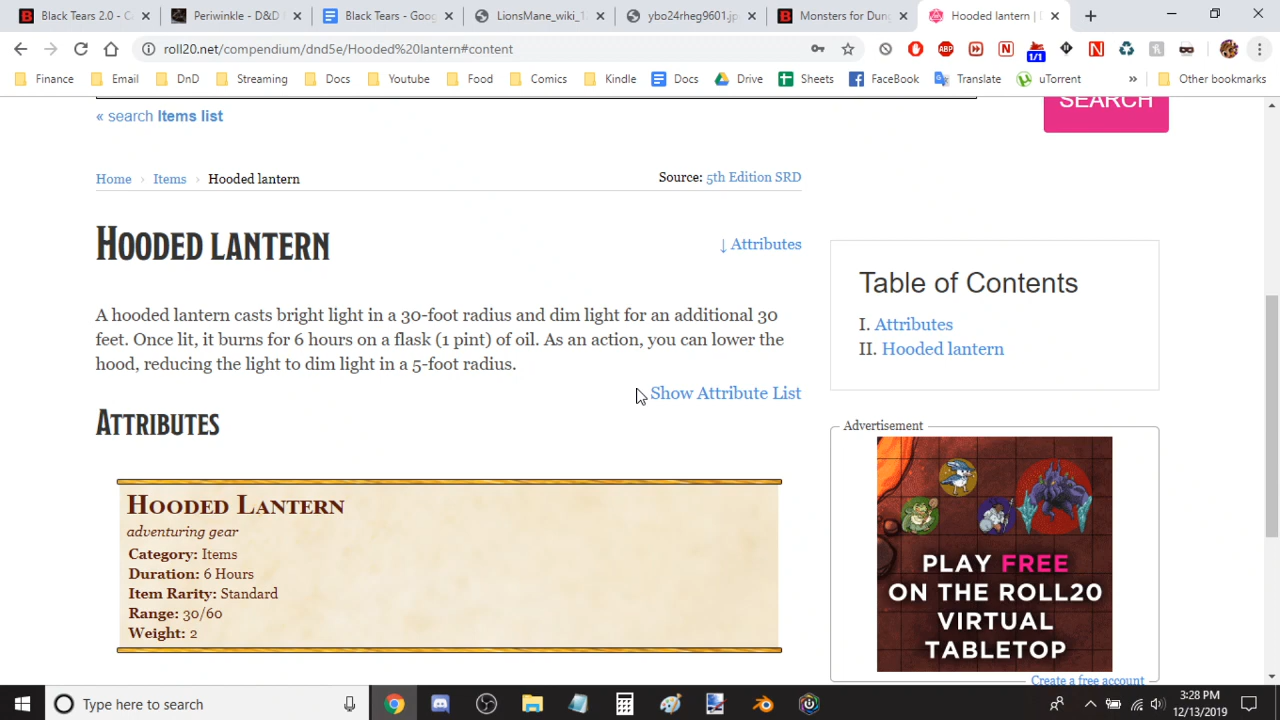 Black Tears 2.0 - C
Periwinkle - D&D
Black Tears - Goog
LionsMane_wiki_1
ybo24rheg9601.jp
Monsters for Dung
Hooded lantern |
roll20.net/compendium/dnd5e/Hooded%20lantern#content
ABP
N
1/1
N
Finance
Email
DnD
Streaming
Docs
Youtube
Food
Comics
Kindle
Docs
Drive
Sheets
FaceBook
Translate
uTorrent
»
Other bookmarks
« search Items list
SEARCH
Home › Items › Hooded lantern
Source: 5th Edition SRD
HOODED LANTERN
↓ Attributes
A hooded lantern casts bright light in a 30-foot radius and dim light for an additional 30
feet. Once lit, it burns for 6 hours on a flask (1 pint) of oil. As an action, you can lower the
hood, reducing the light to dim light in a 5-foot radius.
Show Attribute List
ATTRIBUTES
HOODED LANTERN
adventuring gear
Category: Items
Duration: 6 Hours
Item Rarity: Standard
Range: 30/60
Weight: 2
Table of Contents
I. Attributes
II. Hooded lantern
Advertisement
PLAY FREE
ON THE ROLL20
VIRTUAL
TABLETOP
Create a free account
Type here to search
3:28 PM
12/13/2019